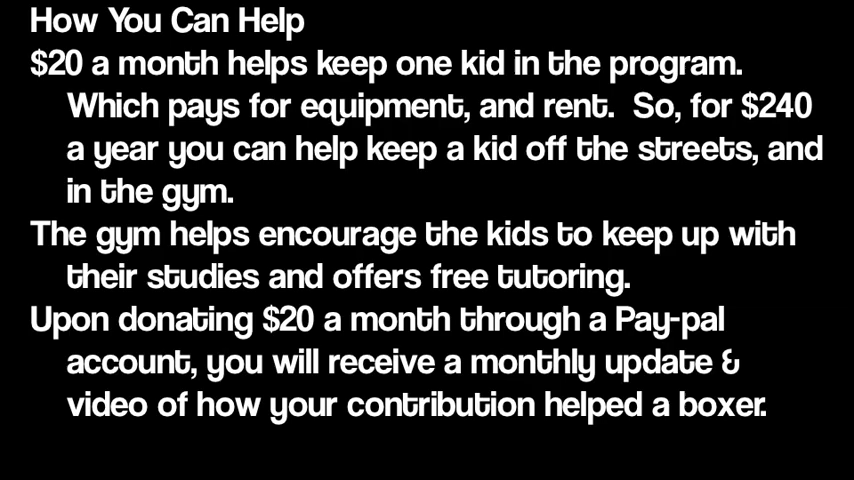 How You Can Help
$20 a month helps keep one kid in the program.
Which pays for equipment, and rent. So, for $240
a year you can help keep a kid off the streets, and
in the gym.
The gym helps encourage the kids to keep up with
their studies and offers free tutoring.
Upon donating $20 a month through a Pay-pal
account, you will receive a monthly update &
video of how your contribution helped a boxer.